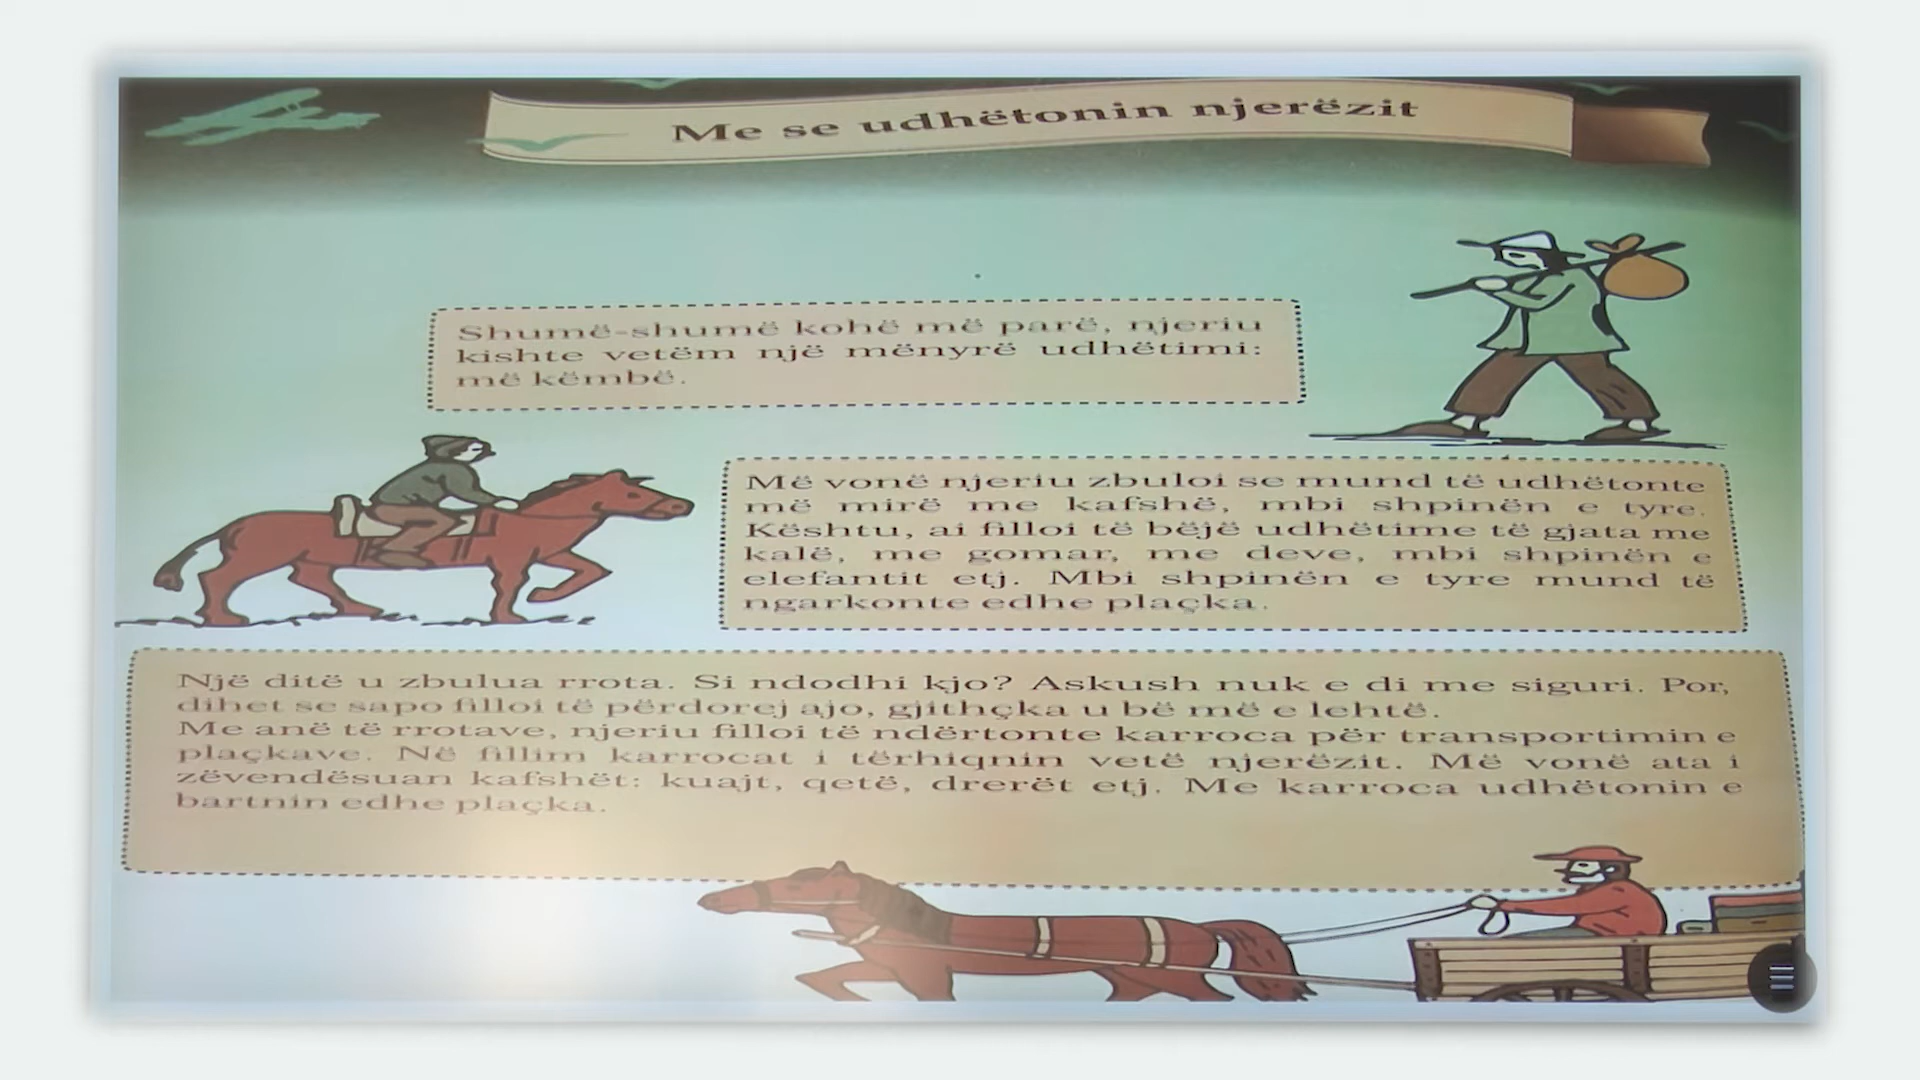 Me se udhëtonin njerëzit
Shumë-shumë kohë më parë, njeriu
kishte vetëm një mënyrë udhëtimi:
më këmbë.
Më vonë njeriu zbuloi se mund të udhëtonte
më mirë me kafshë, mbi shpinën e tyre.
Kështu, ai filloi të bëjë udhëtime të gjata me
kalë, me gomar, me deve, mbi shpinën e
elefantit etj. Mbi shpinën e tyre mund të
ngarkonte edhe plaçka.
Një ditë u zbulua rrota. Si ndodhi kjo? Askush nuk e di me siguri. Por,
dihet se sapo filloi të përdorej ajo, gjithçka u bë më e lehtë.
Me anë të rrotave, njeriu filloi të ndërtonte karroca për transportimin e
plaçkave. Në fillim karrocat i tërhiqnin vetë njerëzit. Më vonë ata i
zëvendësuan kafshët: kuajt, qetë, drerët etj. Me karroca udhëtonin e
bartnin edhe plaçka.